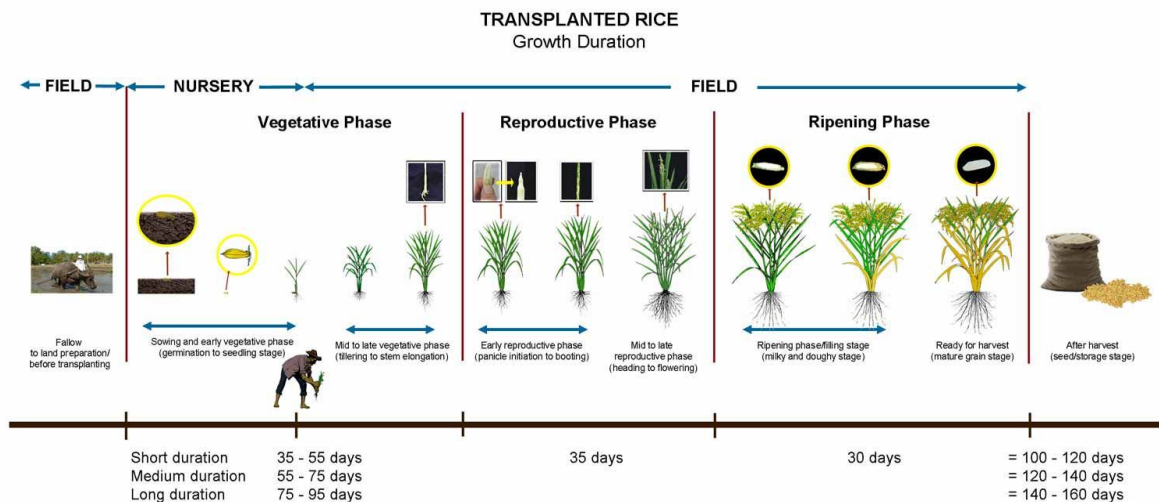 TRANSPLANTED RICE
Growth Duration
FIELD
NURSERY
FIELD
Vegetative Phase
Reproductive Phase
Ripening Phase
Fallow
to land preparation/
before transplanting
Sowing and early vegetative phase
(germination to seedling stage)
Mid to late vegetative phase
(tillering to stem elongation)
Early reproductive phase
(panicle initiation to booting)
Mid to late
reproductive phase
(heading to flowering)
Ripening phase/filling stage
(milky and doughy stage)
Ready for harvest
(mature grain stage)
After harvest
(seed/storage stage)
Short duration 35 - 55 days 35 days 30 days = 100 - 120 days
Medium duration 55 - 75 days = 120 - 140 days
Long duration 75 - 95 days = 140 - 160 days